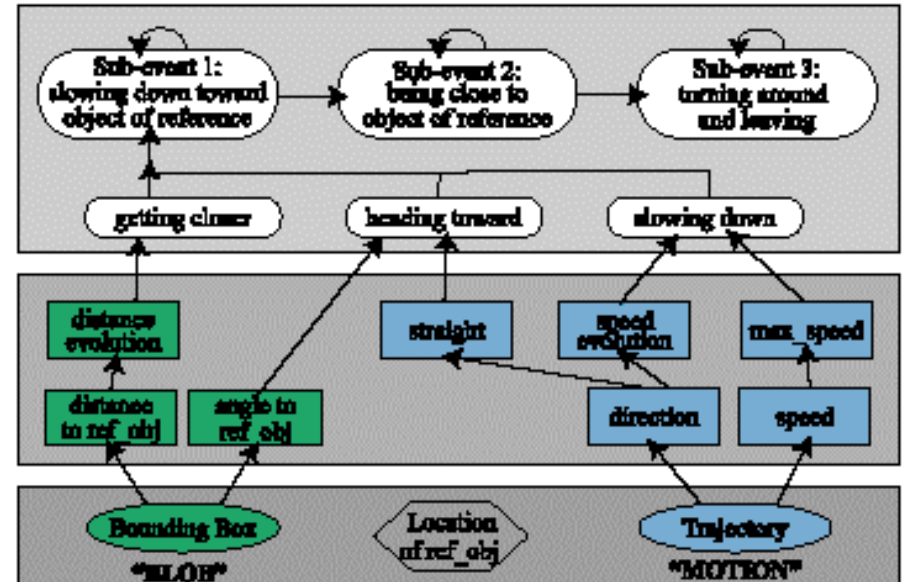 Sub-event 1:
slowing down toward
object of reference
Sub-event 2:
being close to
object of reference
Sub-event 3:
turning around
and leaving
getting closer
heading toward
slowing down
distance
evolution
straight
speed
evolution
max_speed
distance
to ref_obj
angle to
ref_obj
direction
speed
Bounding Box
Location
of ref_obj
Trajectory
"BLOB"
"MOTION"